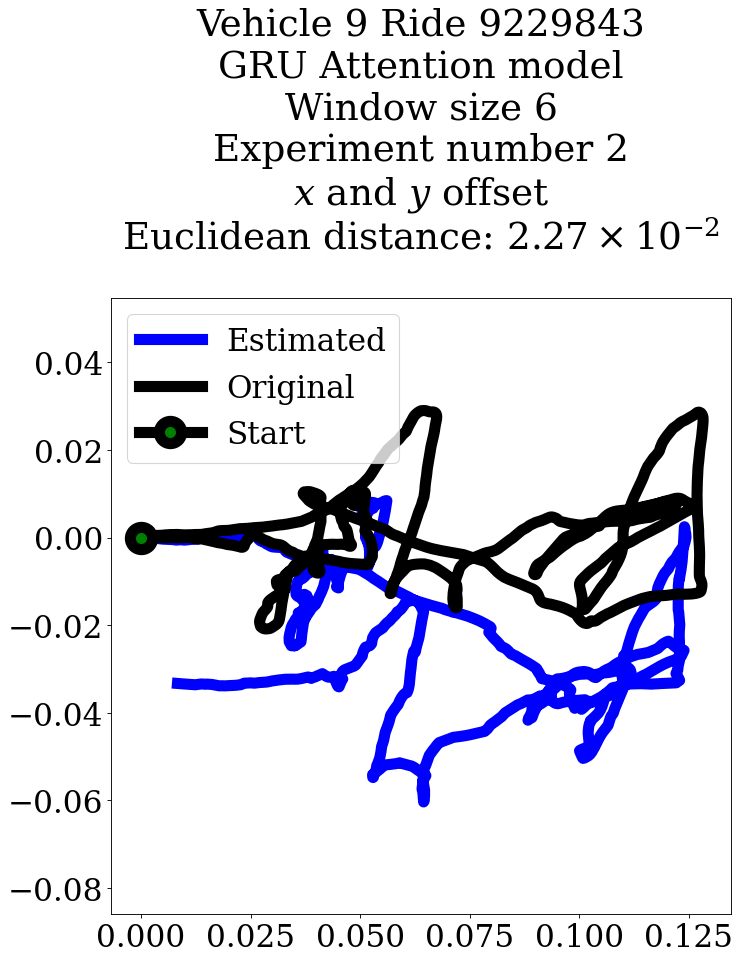 Vehicle 9 Ride 9229843
GRU Attention model
Window size 6
Experiment number 2
x and y offset
Euclidean distance: 2.27 × 10⁻²
Estimated
Original
Start
0.04
0.02
0.00
−0.02
−0.04
−0.06
−0.08
0.000 0.025 0.050 0.075 0.100 0.125